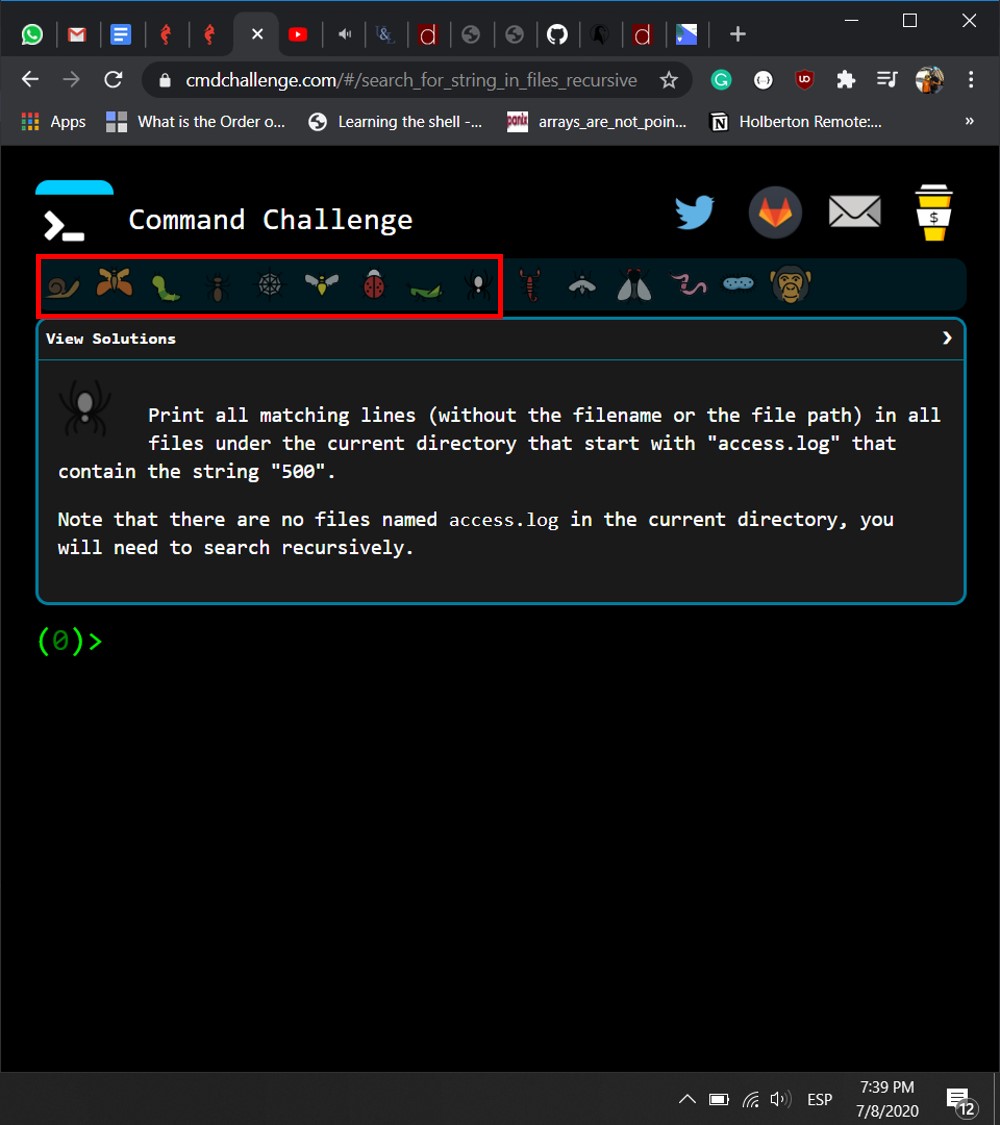 cmdchallenge.com/#/search_for_string_in_files_recursive
Apps
What is the Order o...
Learning the shell -...
arrays_are_not_poin...
Holberton Remote:...
»
>_ Command Challenge
$
View Solutions
Print all matching lines (without the filename or the file path) in all
files under the current directory that start with "access.log" that
contain the string "500".
Note that there are no files named access.log in the current directory, you
will need to search recursively.
(0)>
ESP
7:39 PM
7/8/2020
12